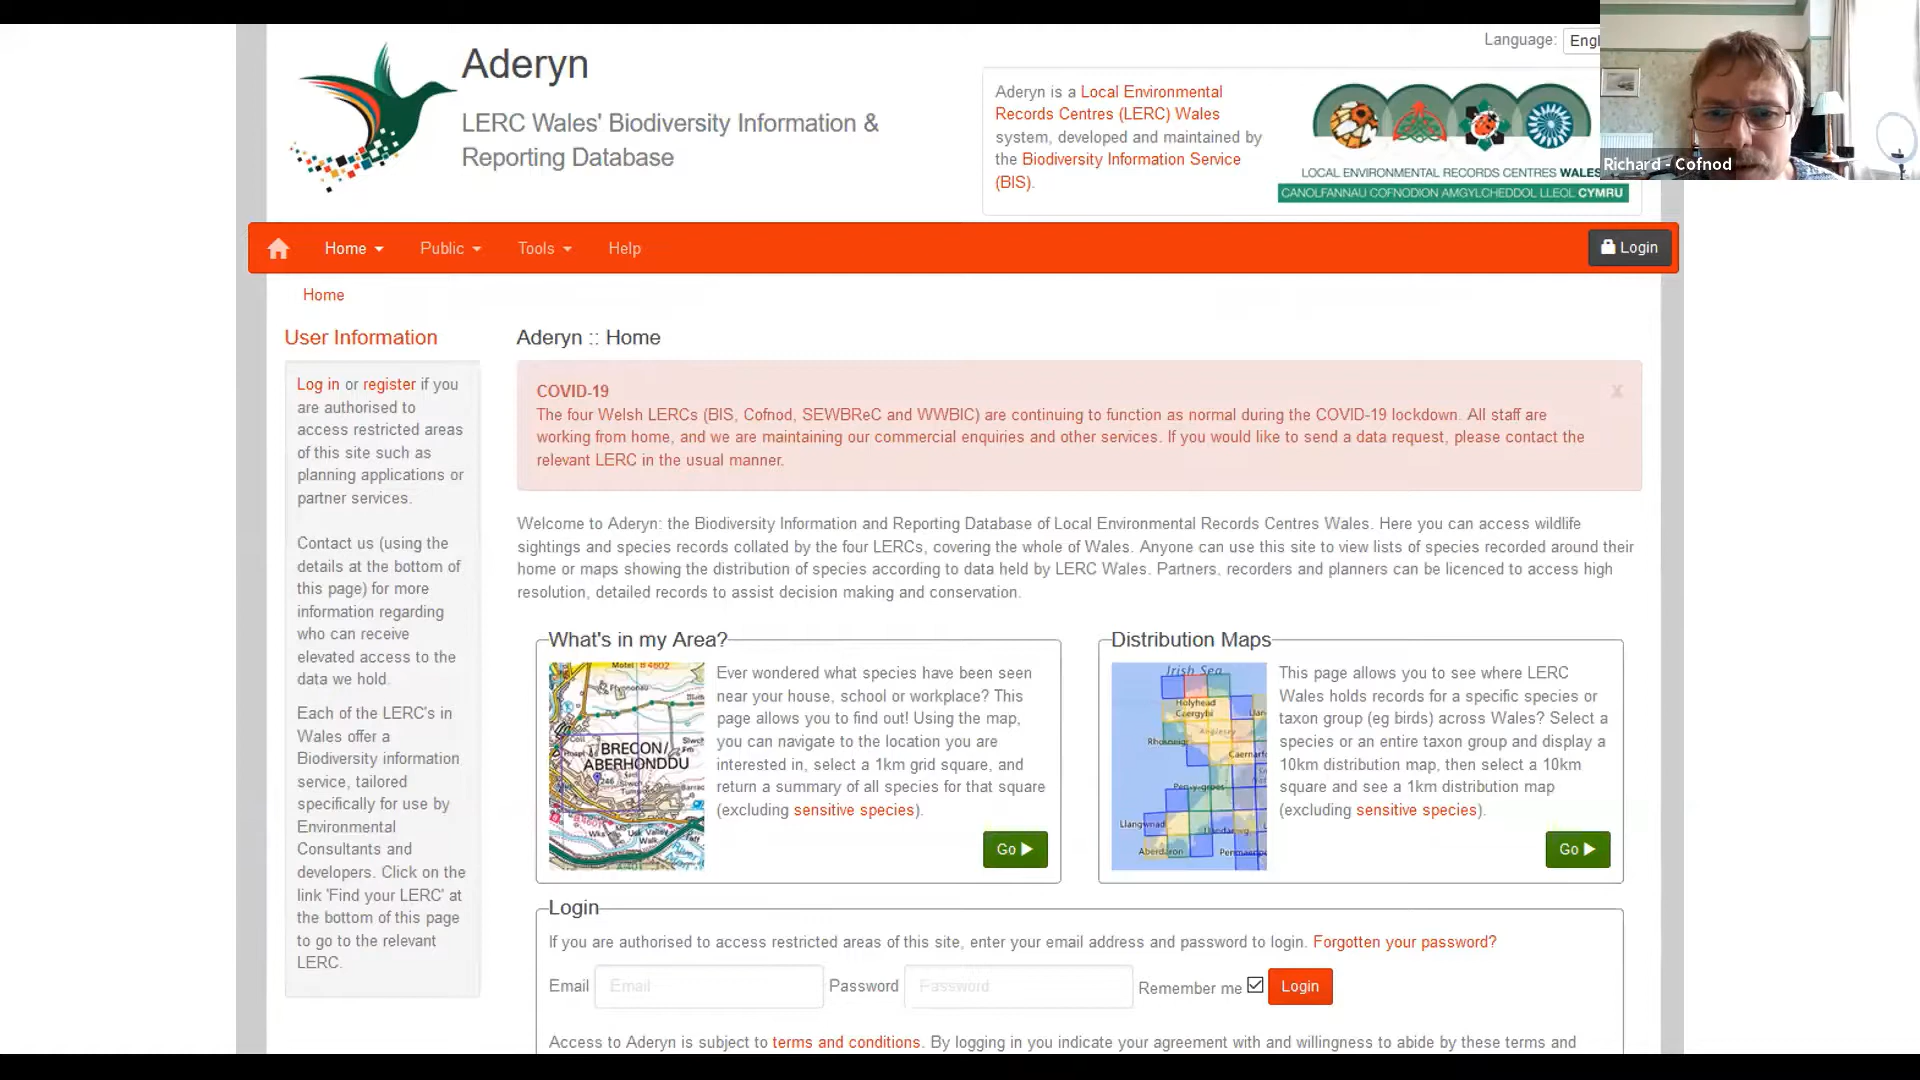 Language: Engl
Aderyn
LERC Wales' Biodiversity Information &
Reporting Database
Aderyn is a Local Environmental
Records Centres (LERC) Wales
system, developed and maintained by
the Biodiversity Information Service
(BIS).
LOCAL ENVIRONMENTAL RECORDS CENTRES WALES
CANOLFANNAU COFNODION AMGYLCHEDDOL LLEOL CYMRU
Richard - Cofnod
Home Public Tools Help
Login
Home
User Information
Log in or register if you
are authorised to
access restricted areas
of this site such as
planning applications or
partner services.
Contact us (using the
details at the bottom of
this page) for more
information regarding
who can receive
elevated access to the
data we hold.
Each of the LERC's in
Wales offer a
Biodiversity information
service, tailored
specifically for use by
Environmental
Consultants and
developers. Click on the
link 'Find your LERC' at
the bottom of this page
to go to the relevant
LERC.
Aderyn :: Home
COVID-19
x
The four Welsh LERCs (BIS, Cofnod, SEWBReC and WWBIC) are continuing to function as normal during the COVID-19 lockdown. All staff are
working from home, and we are maintaining our commercial enquiries and other services. If you would like to send a data request, please contact the
relevant LERC in the usual manner.
Welcome to Aderyn: the Biodiversity Information and Reporting Database of Local Environmental Records Centres Wales. Here you can access wildlife
sightings and species records collated by the four LERCs, covering the whole of Wales. Anyone can use this site to view lists of species recorded around their
home or maps showing the distribution of species according to data held by LERC Wales. Partners, recorders and planners can be licenced to access high
resolution, detailed records to assist decision making and conservation.
What's in my Area?
Motel B 4602
Ffynnonau
BRECON/
ABERHONDDU
246
Usk Valley
Walk
Ever wondered what species have been seen
near your house, school or workplace? This
page allows you to find out! Using the map,
you can navigate to the location you are
interested in, select a 1km grid square, and
return a summary of all species for that square
(excluding sensitive species).
Go
Distribution Maps
Irish Sea
Holyhead
Caergybi
Anglesey
Rhosneigr
Caernarfo
Pen-y-groes
Llangwnad
Aberdaron
This page allows you to see where LERC
Wales holds records for a specific species or
taxon group (eg birds) across Wales? Select a
species or an entire taxon group and display a
10km distribution map, then select a 10km
square and see a 1km distribution map
(excluding sensitive species).
Go
Login
If you are authorised to access restricted areas of this site, enter your email address and password to login. Forgotten your password?
Email Email Password Password Remember me Login
Access to Aderyn is subject to terms and conditions. By logging in you indicate your agreement with and willingness to abide by these terms and